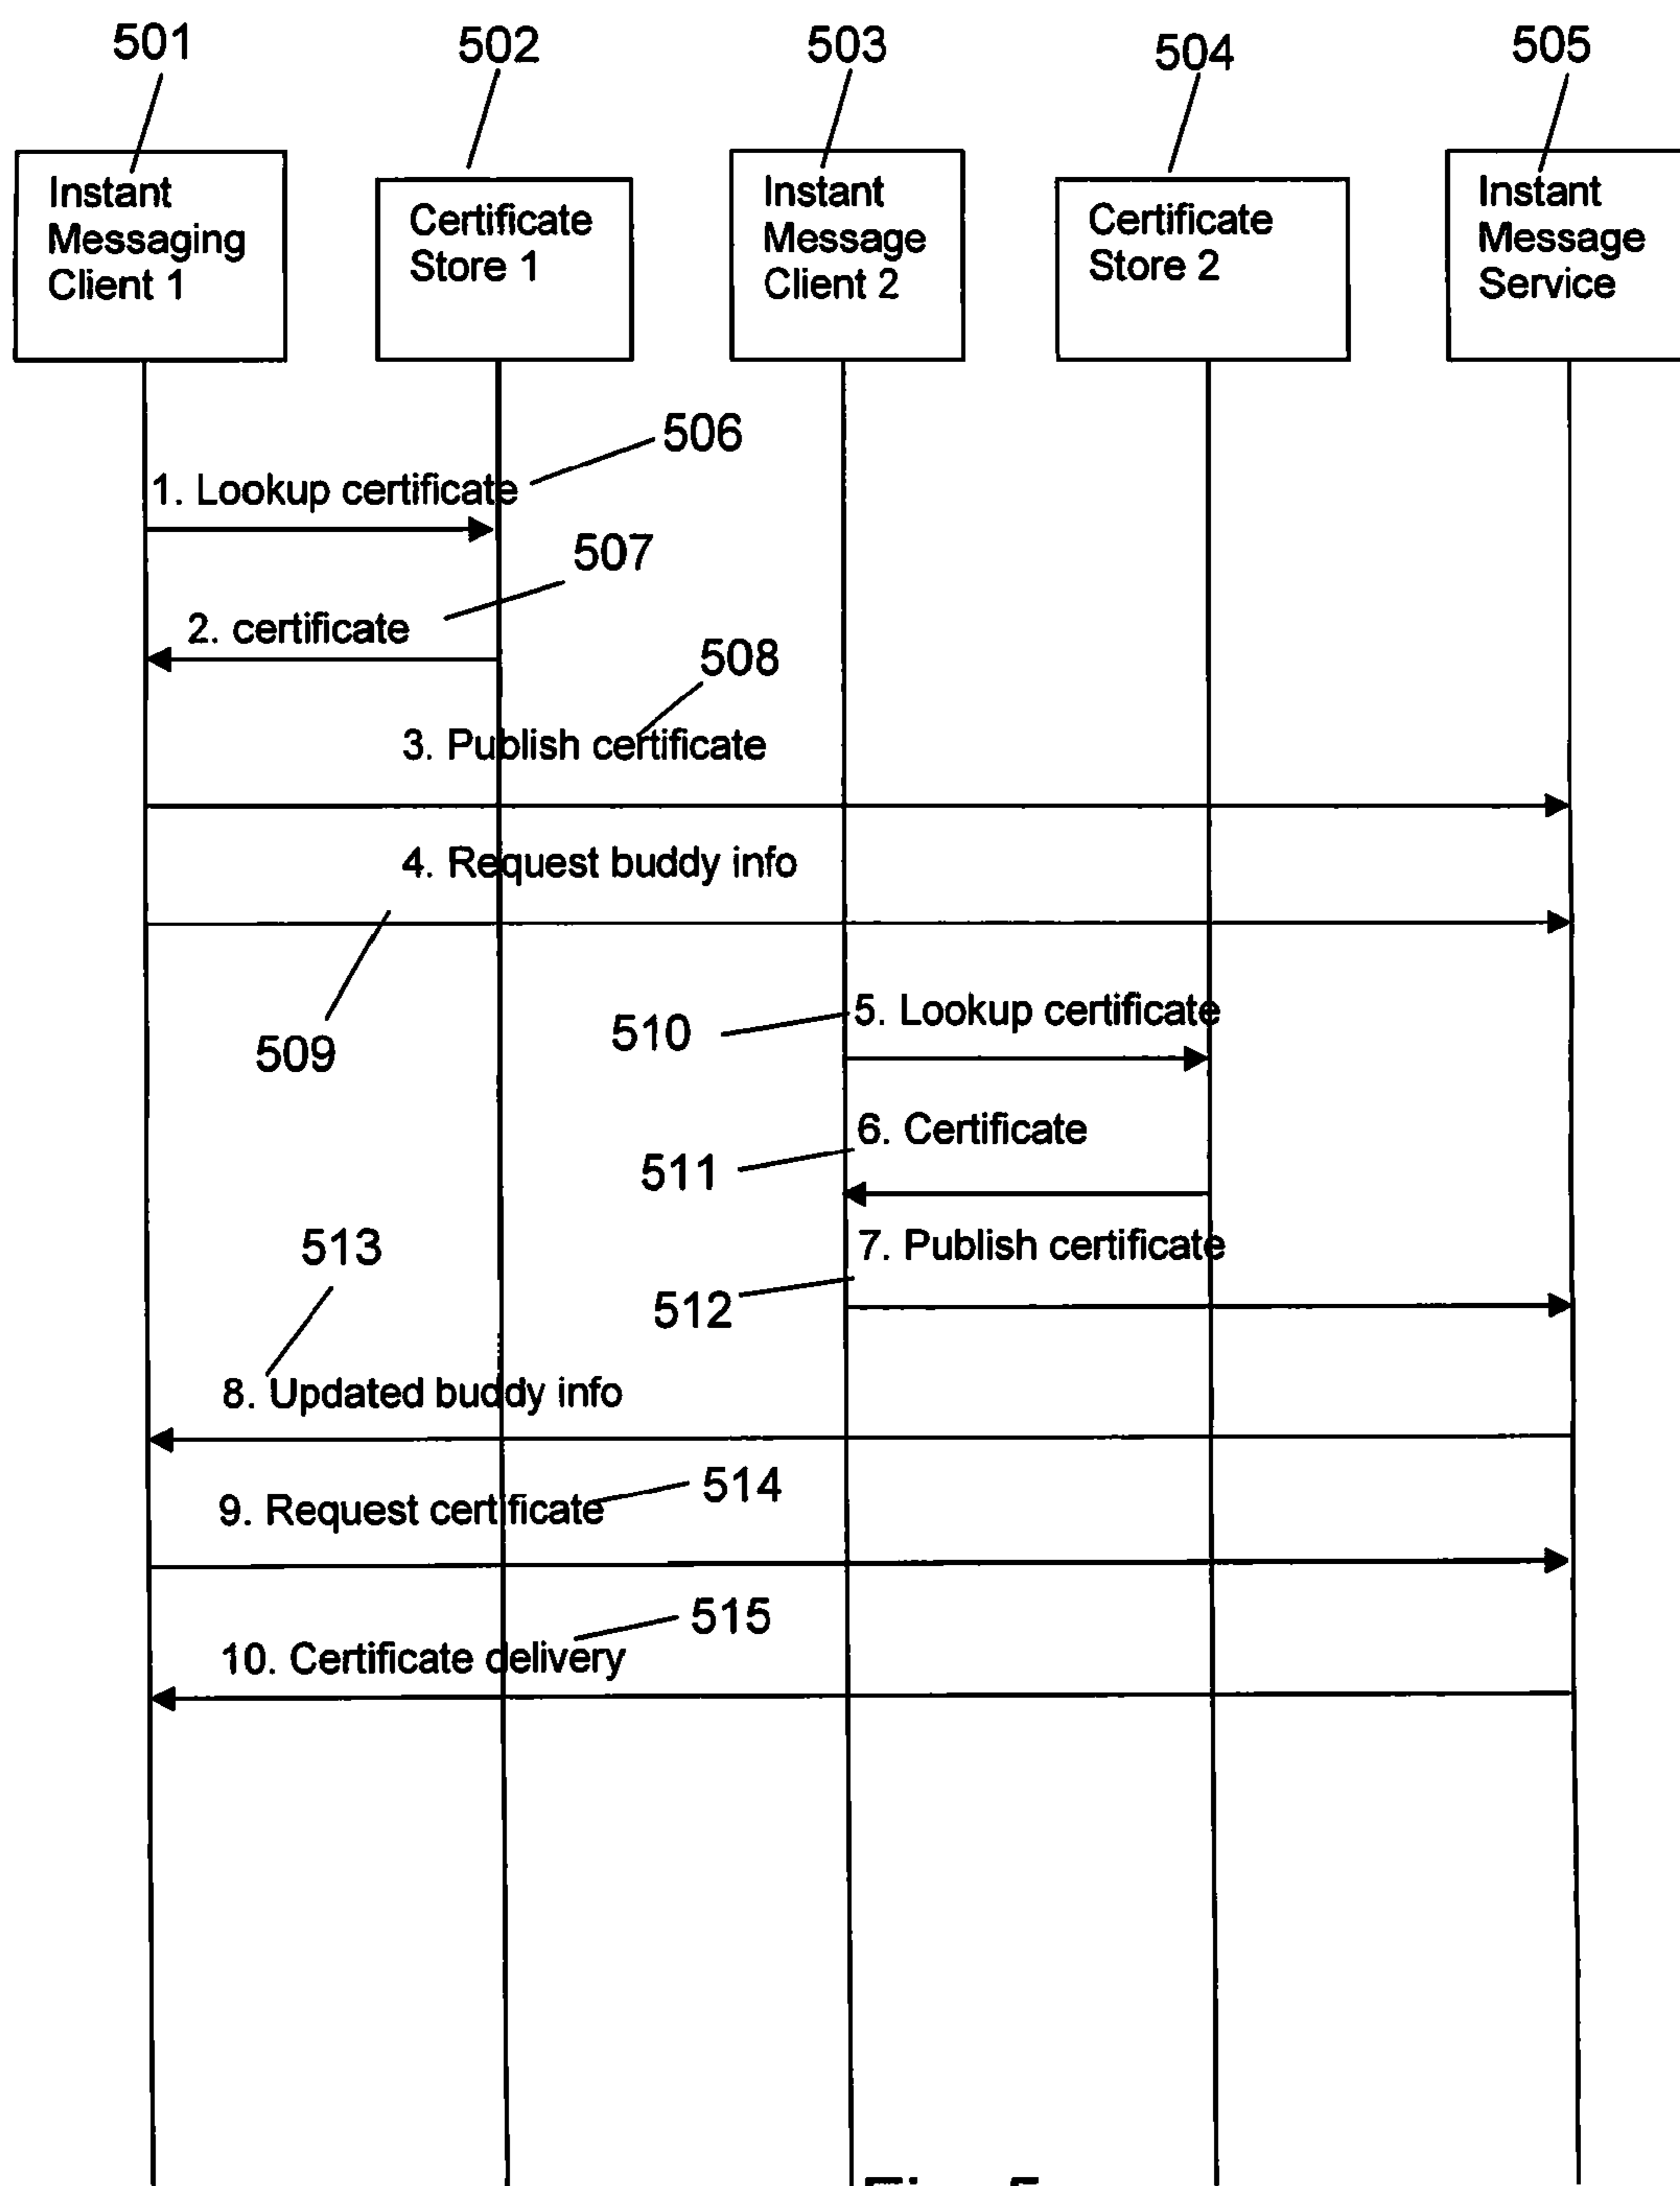 501
502
503
504
505
Instant
Messaging
Client 1
Certificate
Store 1
Instant
Message
Client 2
Certificate
Store 2
Instant
Message
Service
506
1. Lookup certificate
507
2. certificate
508
3. Publish certificate
4. Request buddy info
509
510
5. Lookup certificate
6. Certificate
511
7. Publish certificate
512
513
8. Updated buddy info
514
9. Request certificate
515
10. Certificate delivery